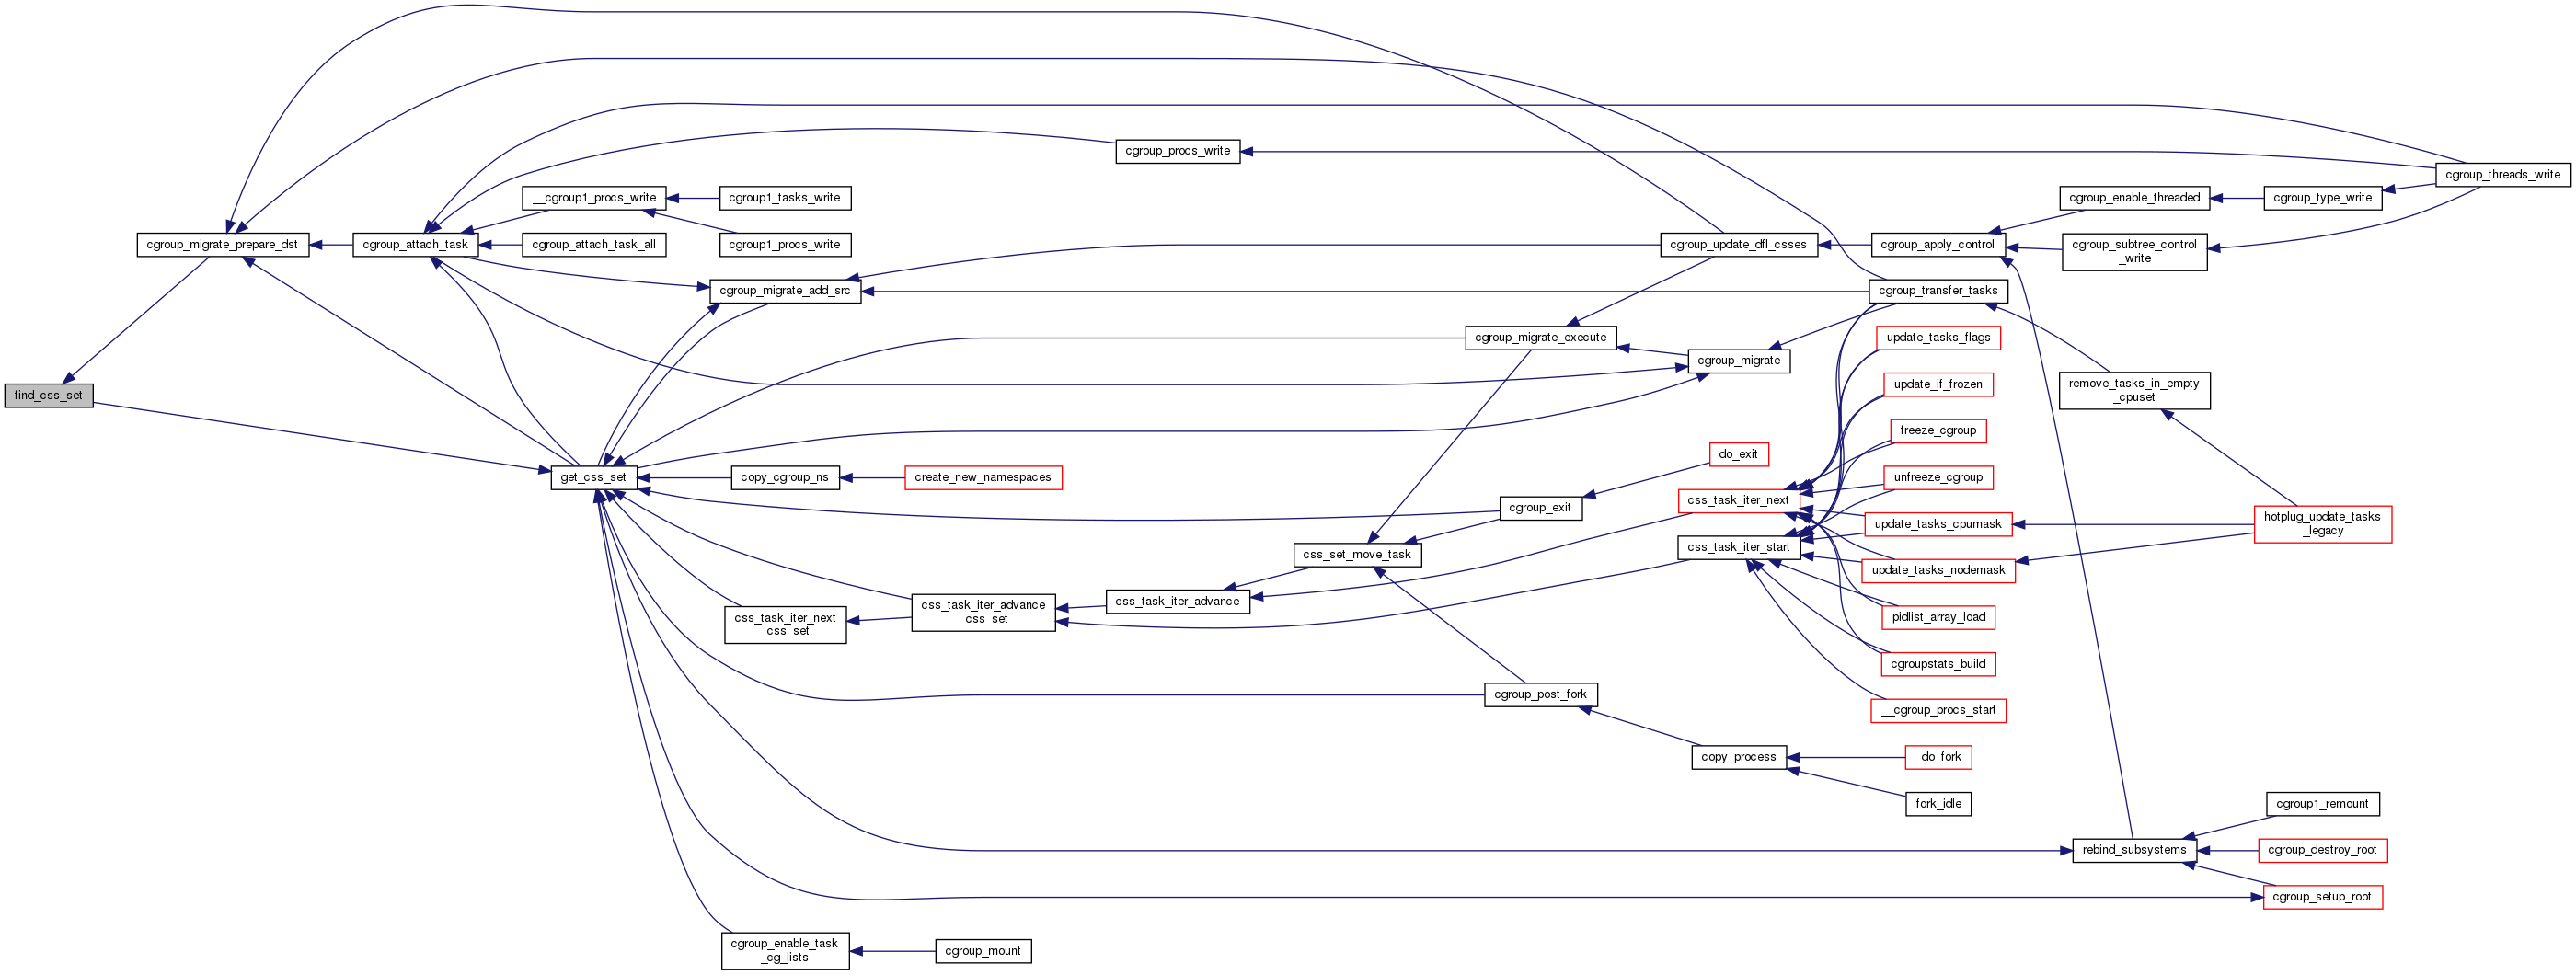 cgroup_procs_write
cgroup_threads_write
__cgroup1_procs_write
cgroup1_tasks_write
cgroup_enable_threaded
cgroup_type_write
cgroup_migrate_prepare_dst
cgroup_attach_task
cgroup_attach_task_all
cgroup1_procs_write
cgroup_update_dfl_csses
cgroup_apply_control
cgroup_subtree_control
_write
cgroup_migrate_add_src
cgroup_transfer_tasks
cgroup_migrate_execute
update_tasks_flags
cgroup_migrate
update_if_frozen
remove_tasks_in_empty
_cpuset
find_css_set
freeze_cgroup
do_exit
get_css_set
copy_cgroup_ns
create_new_namespaces
unfreeze_cgroup
css_task_iter_next
cgroup_exit
update_tasks_cpumask
hotplug_update_tasks
_legacy
css_set_move_task
css_task_iter_start
update_tasks_nodemask
css_task_iter_advance
css_task_iter_advance
_css_set
css_task_iter_next
_css_set
pidlist_array_load
cgroupstats_build
cgroup_post_fork
__cgroup_procs_start
copy_process
_do_fork
fork_idle
cgroup1_remount
rebind_subsystems
cgroup_destroy_root
cgroup_setup_root
cgroup_enable_task
_cg_lists
cgroup_mount